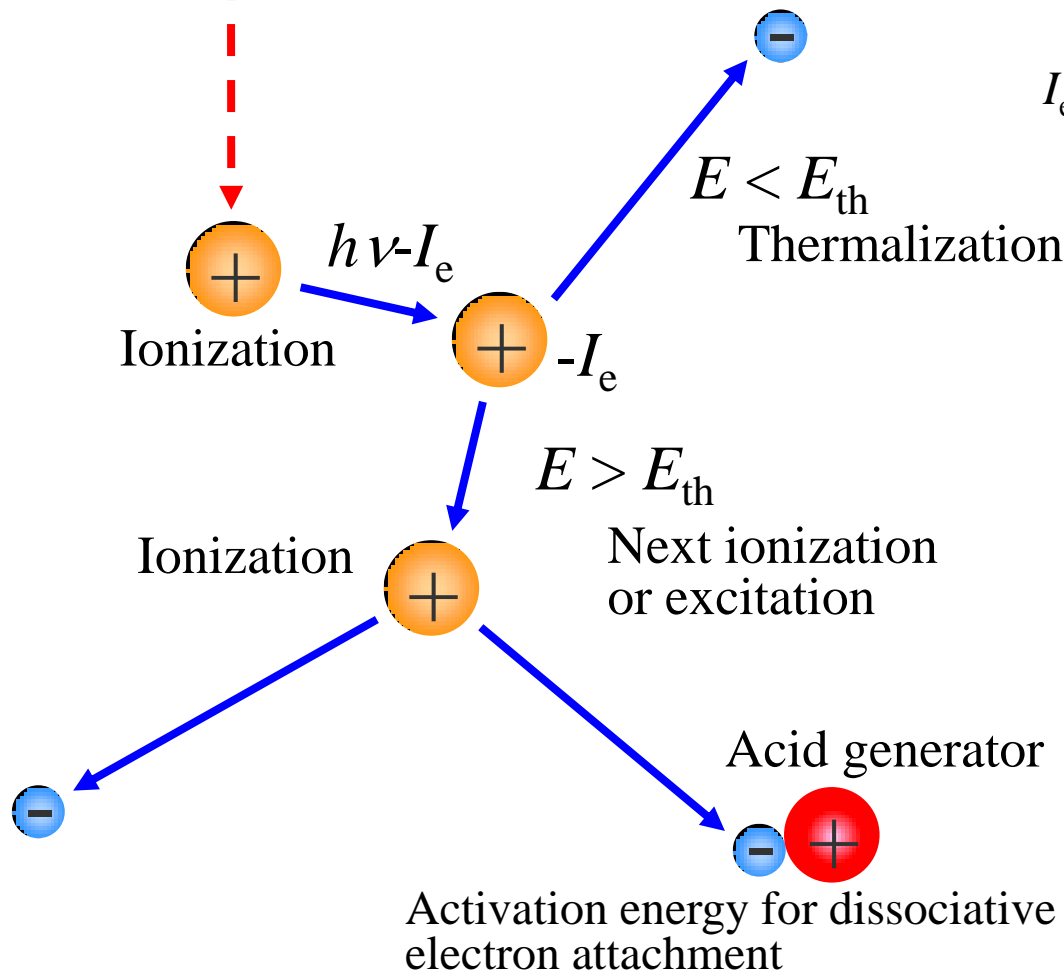 I_e
E < E_th
Thermalization
+
hν-I_e
Ionization
+
-I_e
E > E_th
Ionization
Next ionization
or excitation
+
Acid generator
-
-
+
Activation energy for dissociative
electron attachment